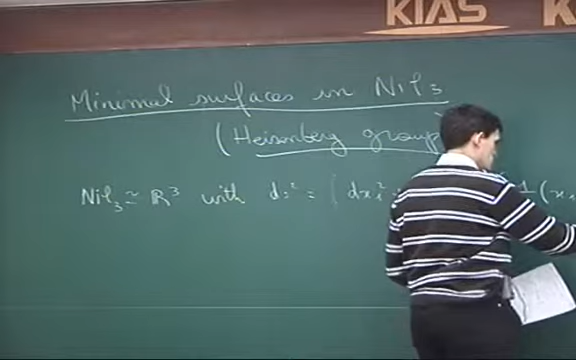 KIAS K
Minimal surfaces in Nil₃
(Heisenberg group
Nil₃ ≃ ℝ³ with ds² = ( dx₁²